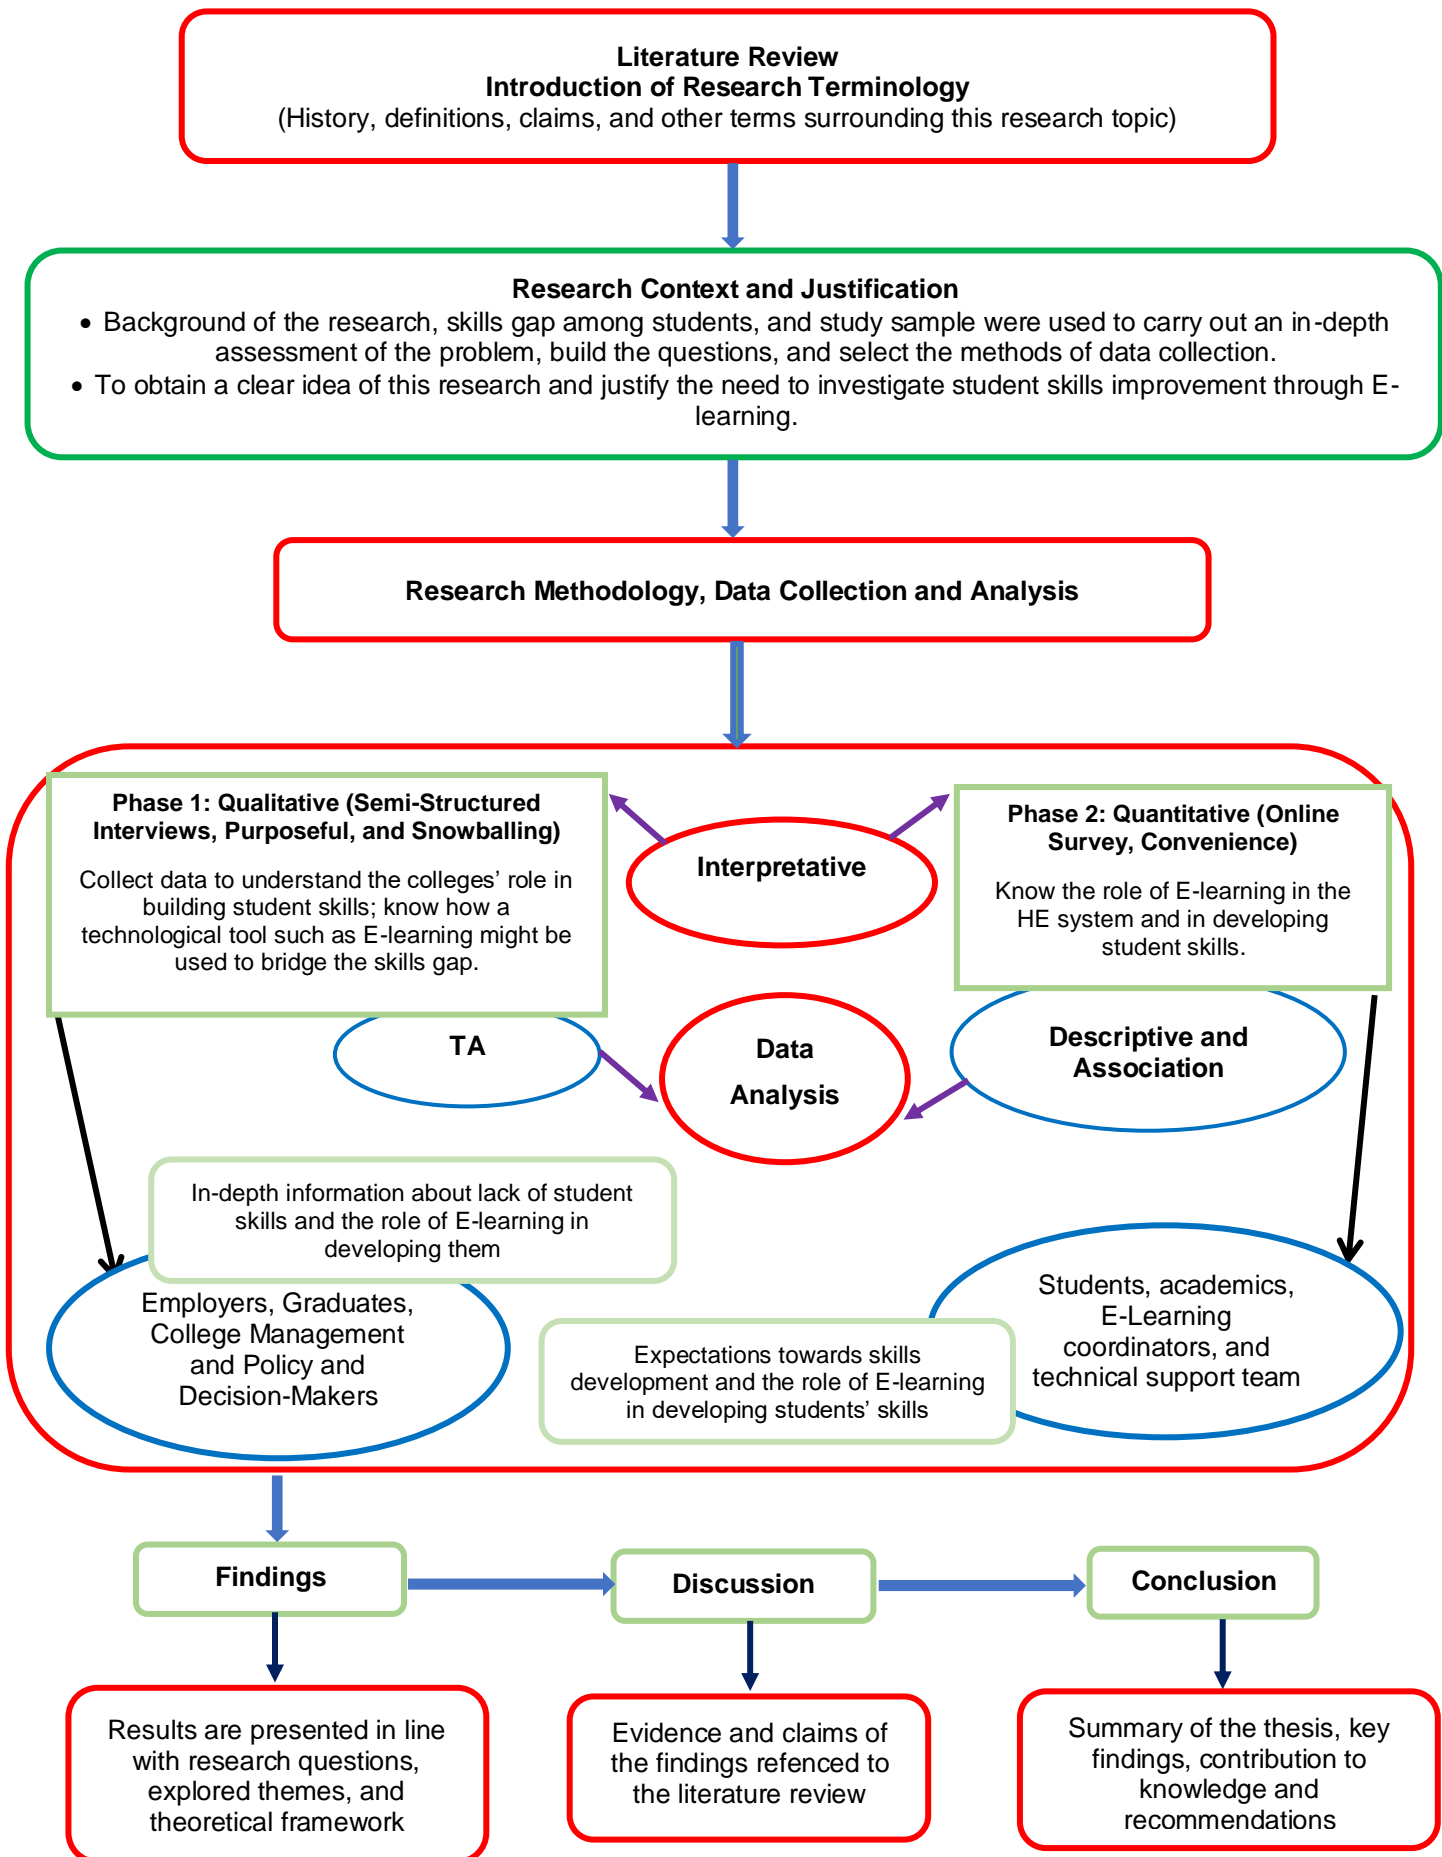 Literature Review
Introduction of Research Terminology
(History, definitions, claims, and other terms surrounding this research topic)
Research Context and Justification
• Background of the research, skills gap among students, and study sample were used to carry out an in-depth
assessment of the problem, build the questions, and select the methods of data collection.
• To obtain a clear idea of this research and justify the need to investigate student skills improvement through E-
learning.
Research Methodology, Data Collection and Analysis
Phase 1: Qualitative (Semi-Structured
Interviews, Purposeful, and Snowballing)
Collect data to understand the colleges’ role in
building student skills; know how a
technological tool such as E-learning might be
used to bridge the skills gap.
Interpretative
Phase 2: Quantitative (Online
Survey, Convenience)
Know the role of E-learning in the
HE system and in developing
student skills.
TA
Data
Analysis
Descriptive and
Association
In-depth information about lack of student
skills and the role of E-learning in
developing them
Employers, Graduates,
College Management
and Policy and
Decision-Makers
Expectations towards skills
development and the role of E-learning
in developing students’ skills
Students, academics,
E-Learning
coordinators, and
technical support team
Findings
Discussion
Conclusion
Results are presented in line
with research questions,
explored themes, and
theoretical framework
Evidence and claims of
the findings refenced to
the literature review
Summary of the thesis, key
findings, contribution to
knowledge and
recommendations